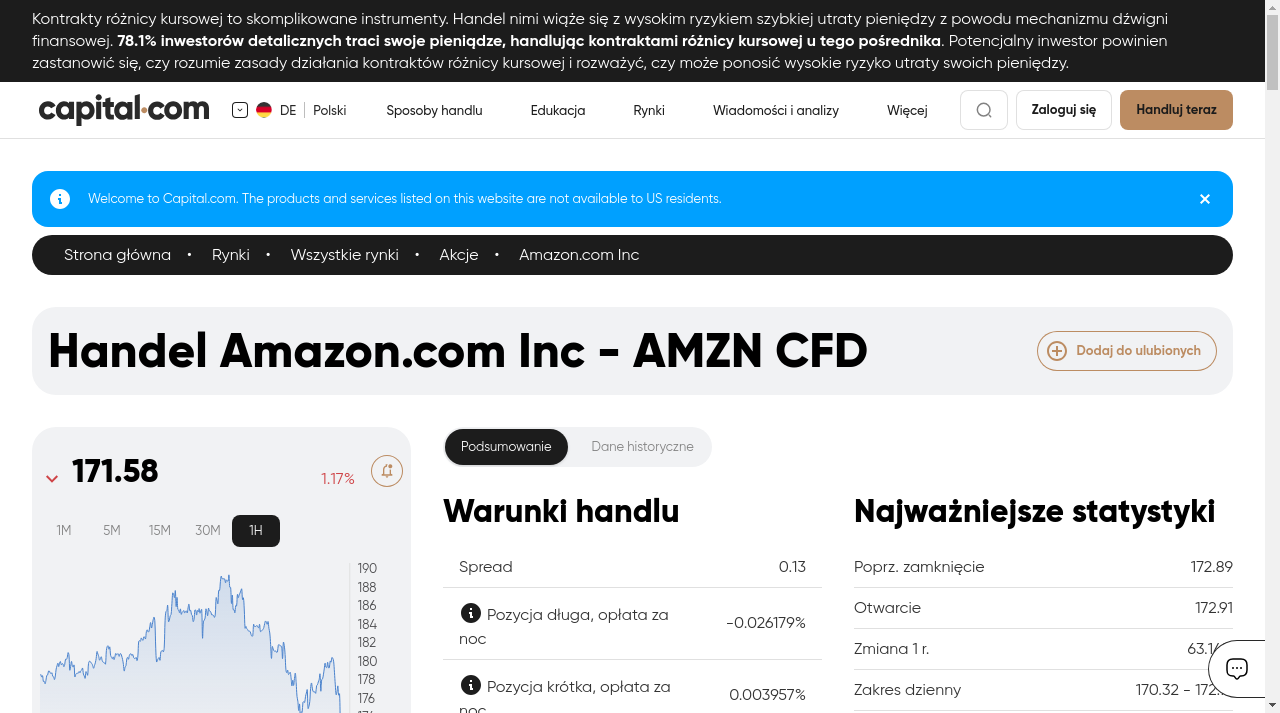 Kontrakty różnicy kursowej to skomplikowane instrumenty. Handel nimi wiąże się z wysokim ryzykiem szybkiej utraty pieniędzy z powodu mechanizmu dźwigni
finansowej. 78.1% inwestorów detalicznych traci swoje pieniądze, handlując kontraktami różnicy kursowej u tego pośrednika. Potencjalny inwestor powinien
zastanowić się, czy rozumie zasady działania kontraktów różnicy kursowej i rozważyć, czy może ponosić wysokie ryzyko utraty swoich pieniędzy.
capital.com DE Polski Sposoby handlu Edukacja Rynki Wiadomości i analizy Więcej Zaloguj się Handluj teraz
Welcome to Capital.com. The products and services listed on this website are not available to US residents.
Strona główna • Rynki • Wszystkie rynki • Akcje • Amazon.com Inc
Handel Amazon.com Inc - AMZN CFD
Dodaj do ulubionych
171.58 1.17%
1M 5M 15M 30M 1H
190
188
186
184
182
180
178
176
Podsumowanie Dane historyczne
Warunki handlu
Spread 0.13
Pozycja długa, opłata za
noc
-0.026179%
Pozycja krótka, opłata za
noc
0.003957%
Najważniejsze statystyki
Poprz. zamknięcie 172.89
Otwarcie 172.91
Zmiana 1 r.
Zakres dzienny 170.32 -